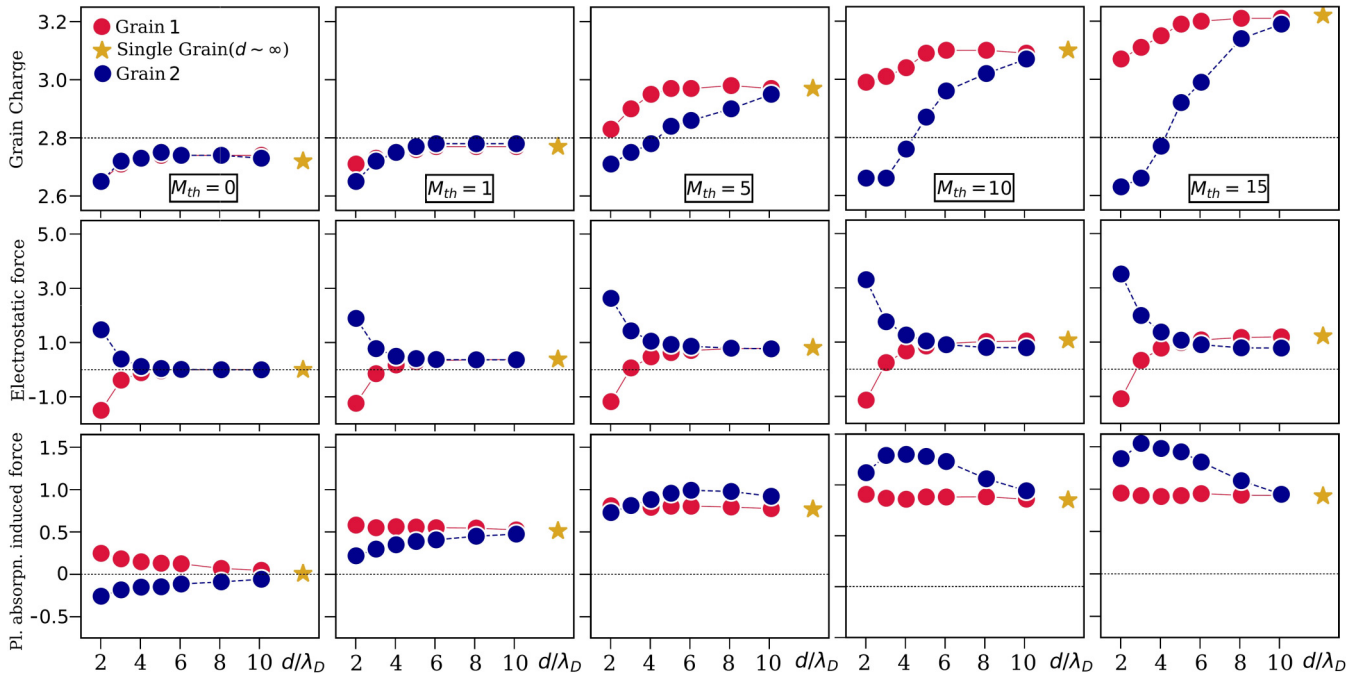 Grain Charge
3.2
3.0
2.8
2.6
Grain 1
Single Grain(d ~ ∞)
Grain 2
M_th = 0
M_th = 1
M_th = 5
M_th = 10
M_th = 15
Electrostatic force
5.0
3.0
1.0
-1.0
Pl. absorpn. induced force
1.5
1.0
0.5
0
-0.5
2 4 6 8 10 d/λ_D
2 4 6 8 10 d/λ_D
2 4 6 8 10 d/λ_D
2 4 6 8 10 d/λ_D
2 4 6 8 10 d/λ_D